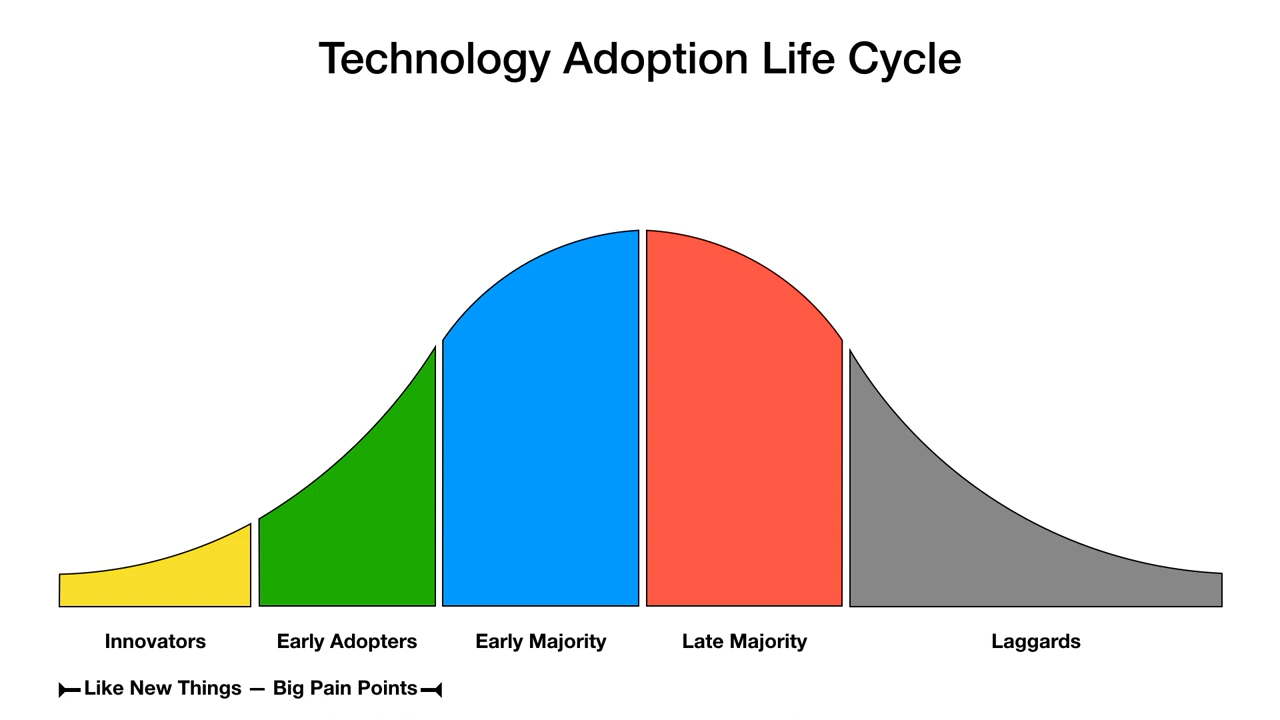 Technology Adoption Life Cycle
Innovators
Early Adopters
Early Majority
Late Majority
Laggards
Like New Things — Big Pain Points